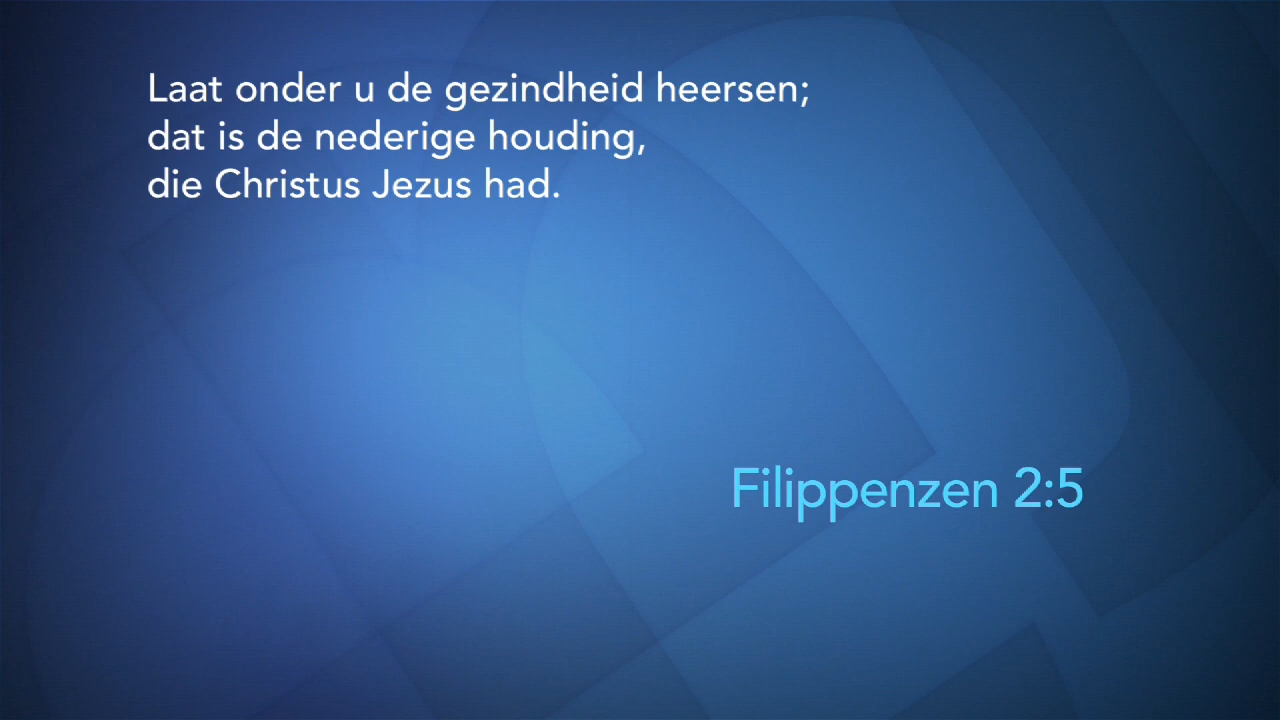 Laat onder u de gezindheid heersen;
dat is de nederige houding,
die Christus Jezus had.
Filippenzen 2:5